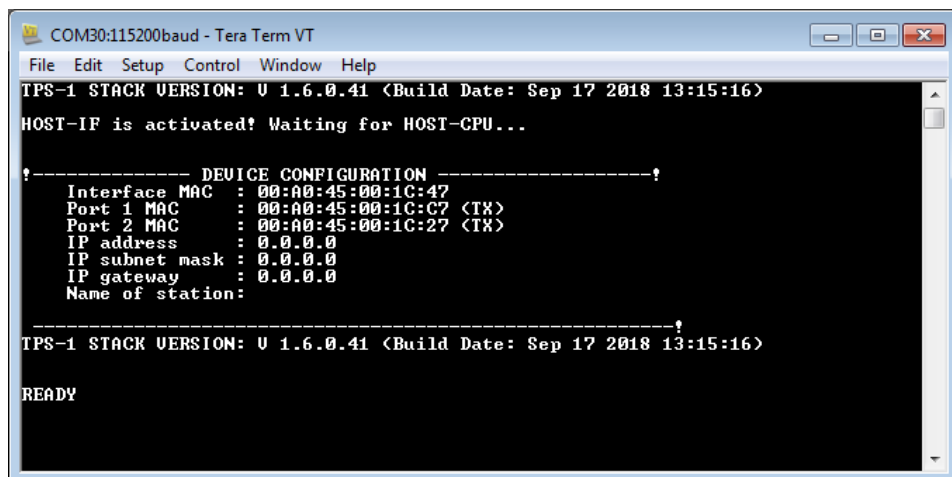 COM30:115200baud - Tera Term VT
File Edit Setup Control Window Help
TPS-1 STACK VERSION: V 1.6.0.41 (Build Date: Sep 17 2018 13:15:16)
HOST-IF is activated! Waiting for HOST-CPU...
!-------------- DEVICE CONFIGURATION -------------------!
Interface MAC : 00:A0:45:00:1C:47
Port 1 MAC : 00:A0:45:00:1C:C7 (TX)
Port 2 MAC : 00:A0:45:00:1C:27 (TX)
IP address : 0.0.0.0
IP subnet mask : 0.0.0.0
IP gateway : 0.0.0.0
Name of station:
----------------------------------------------------------!
TPS-1 STACK VERSION: V 1.6.0.41 (Build Date: Sep 17 2018 13:15:16)
READY